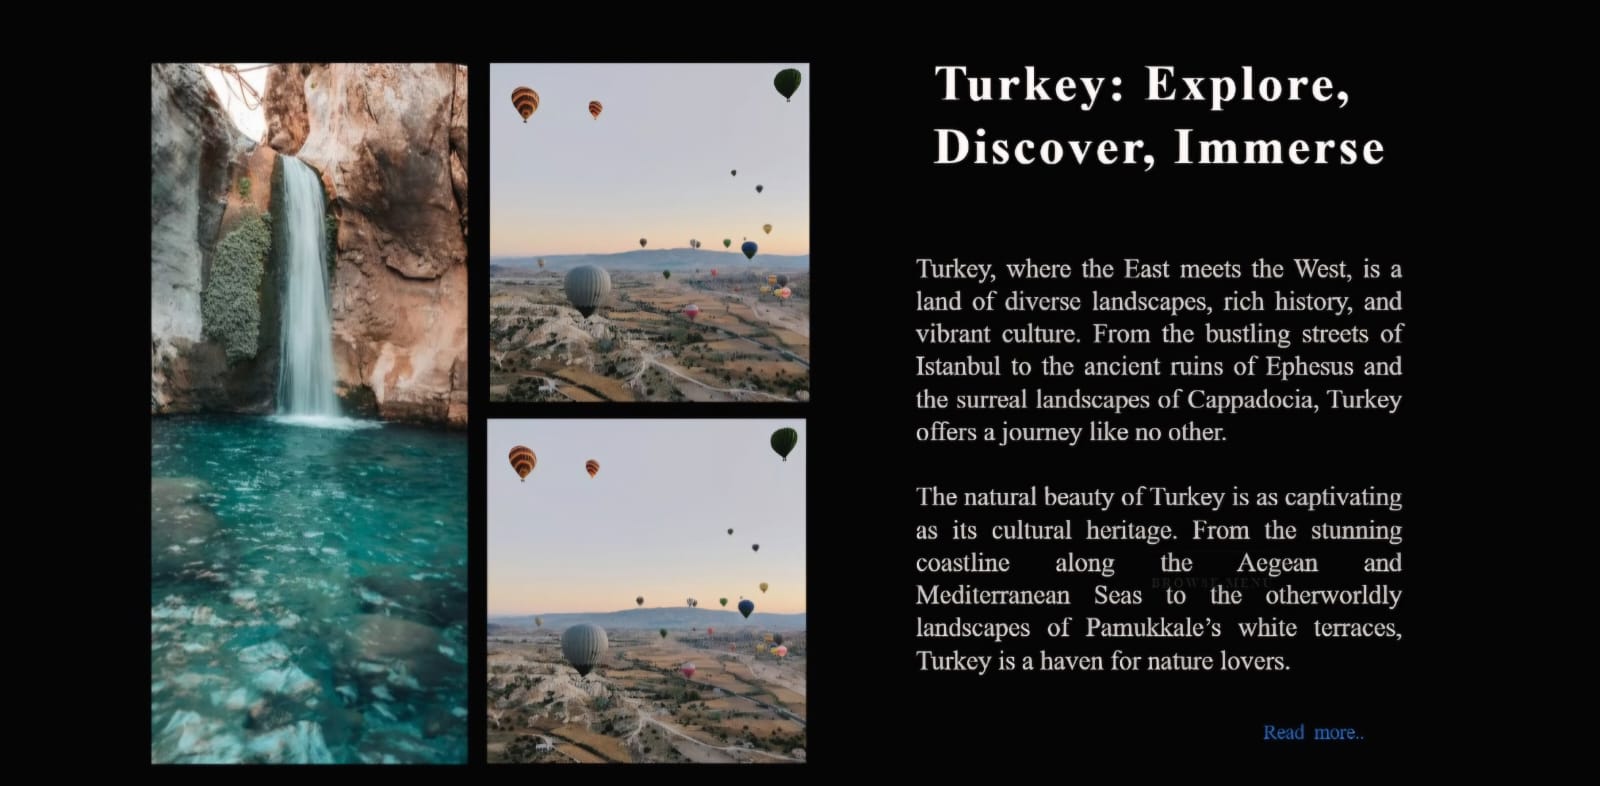 Turkey: Explore,
Discover, Immerse
Turkey, where the East meets the West, is a
land of diverse landscapes, rich history, and
vibrant culture. From the bustling streets of
Istanbul to the ancient ruins of Ephesus and
the surreal landscapes of Cappadocia, Turkey
offers a journey like no other.
The natural beauty of Turkey is as captivating
as its cultural heritage. From the stunning
coastline along the Aegean and
BROWSE MENU
Mediterranean Seas to the otherworldly
landscapes of Pamukkale’s white terraces,
Turkey is a haven for nature lovers.
Read more..